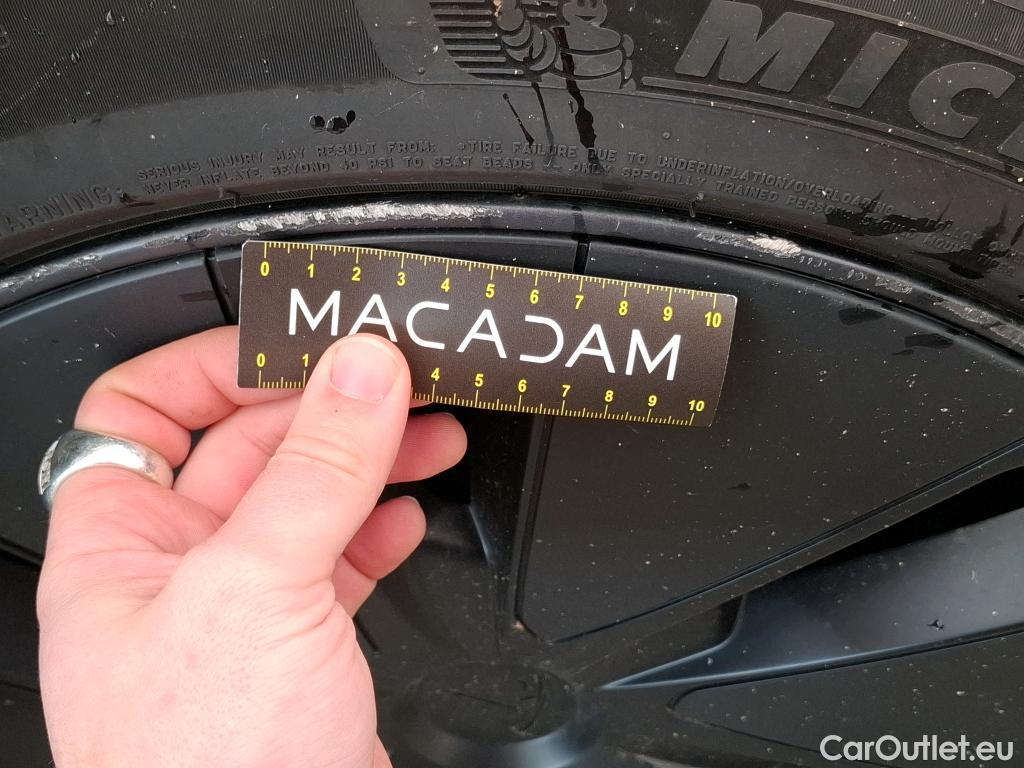 MIC
WARNING:
SERIOUS INJURY MAY RESULT FROM: •TIRE FAILURE DUE TO UNDERINFLATION/OVERLOADING
NEVER INFLATE BEYOND 40 PSI TO SEAT BEADS ONLY SPECIALLY TRAINED
0 1 2 3 4 5 6 7 8 9 10
MACADAM
0 1 4 5 6 7 8 9 10
CarOutlet.eu